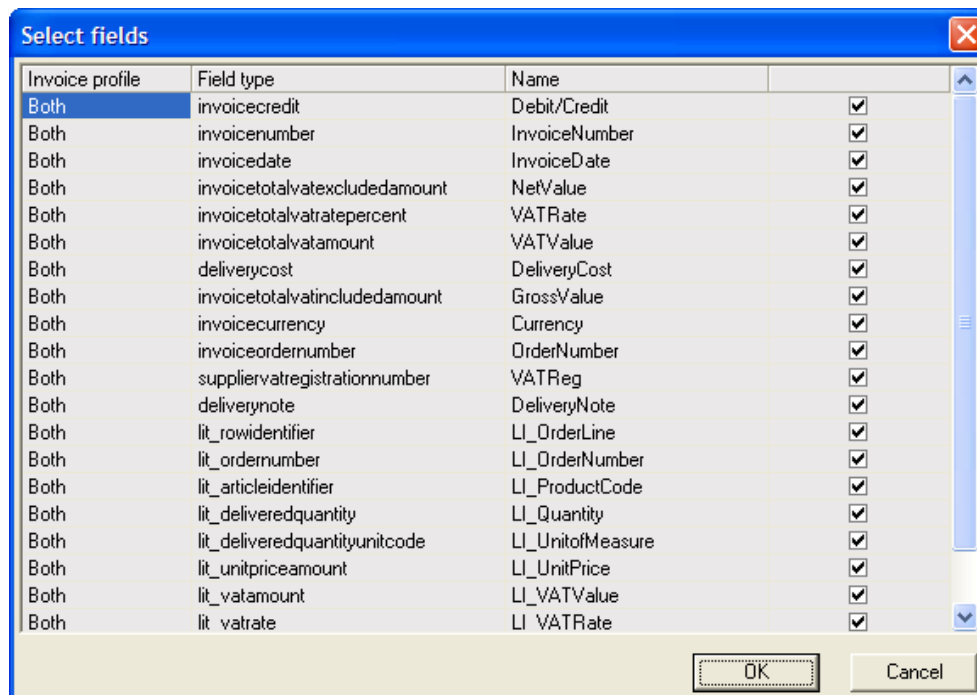 Select fields
Invoice profile Field type Name
Both invoicecredit Debit/Credit
Both invoicenumber InvoiceNumber
Both invoicedate InvoiceDate
Both invoicetotalvatexcludedamount NetValue
Both invoicetotalvatratepercent VATRate
Both invoicetotalvatamount VATValue
Both deliverycost DeliveryCost
Both invoicetotalvatincludedamount GrossValue
Both invoicecurrency Currency
Both invoiceordernumber OrderNumber
Both suppliervatregistrationnumber VATReg
Both deliverynote DeliveryNote
Both lit_rowidentifier LI_OrderLine
Both lit_ordernumber LI_OrderNumber
Both lit_articleidentifier LI_ProductCode
Both lit_deliveredquantity LI_Quantity
Both lit_deliveredquantityunitcode LI_UnitofMeasure
Both lit_unitpriceamount LI_UnitPrice
Both lit_vatamount LI_VATValue
Both lit_vatrate LI_VATRate
OK Cancel